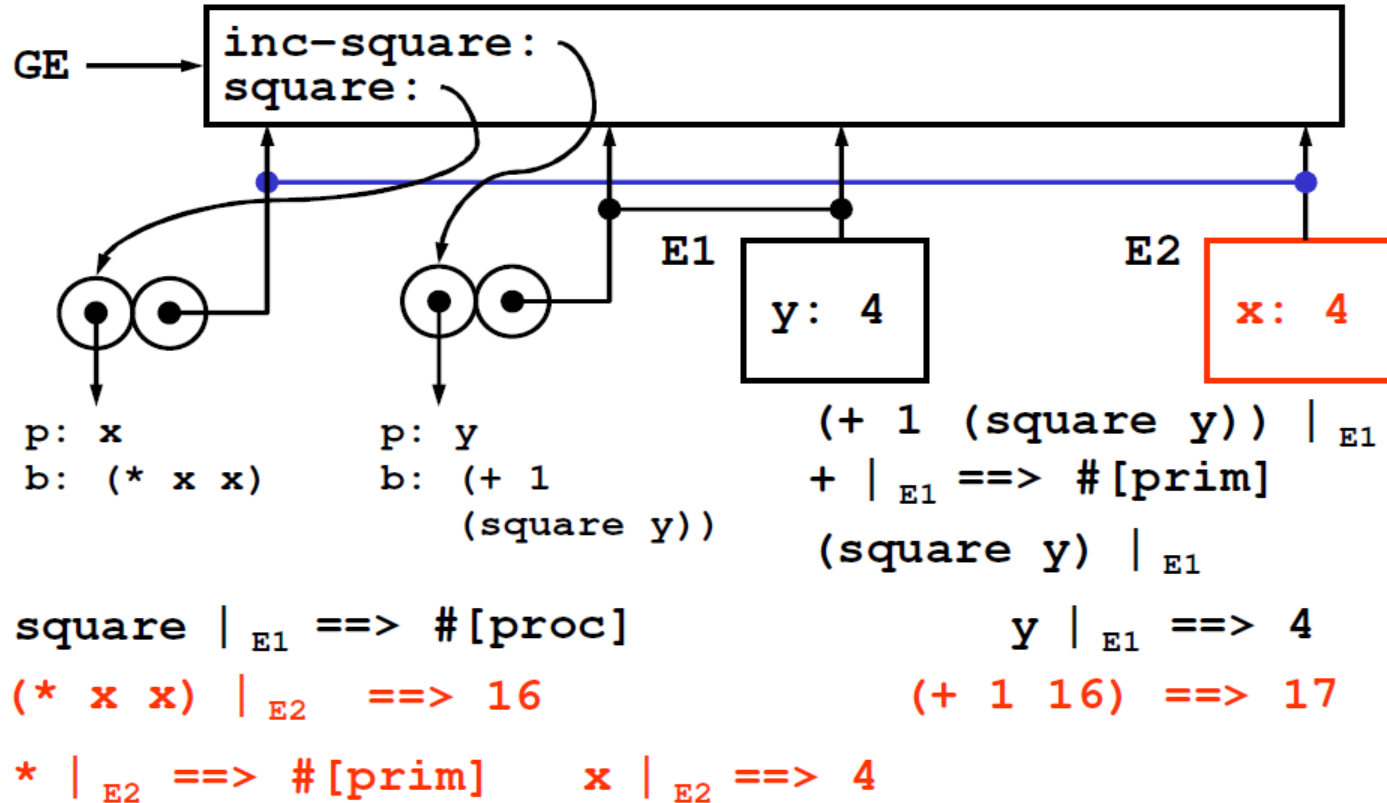 GE
inc-square:
square:
E1
y: 4
E2
x: 4
p: x
b: (* x x)
p: y
b: (+ 1
(square y))
(+ 1 (square y)) | E1
+ | E1 ==> #[prim]
(square y) | E1
square | E1 ==> #[proc]
y | E1 ==> 4
(* x x) | E2 ==> 16
(+ 1 16) ==> 17
* | E2 ==> #[prim]
x | E2 ==> 4